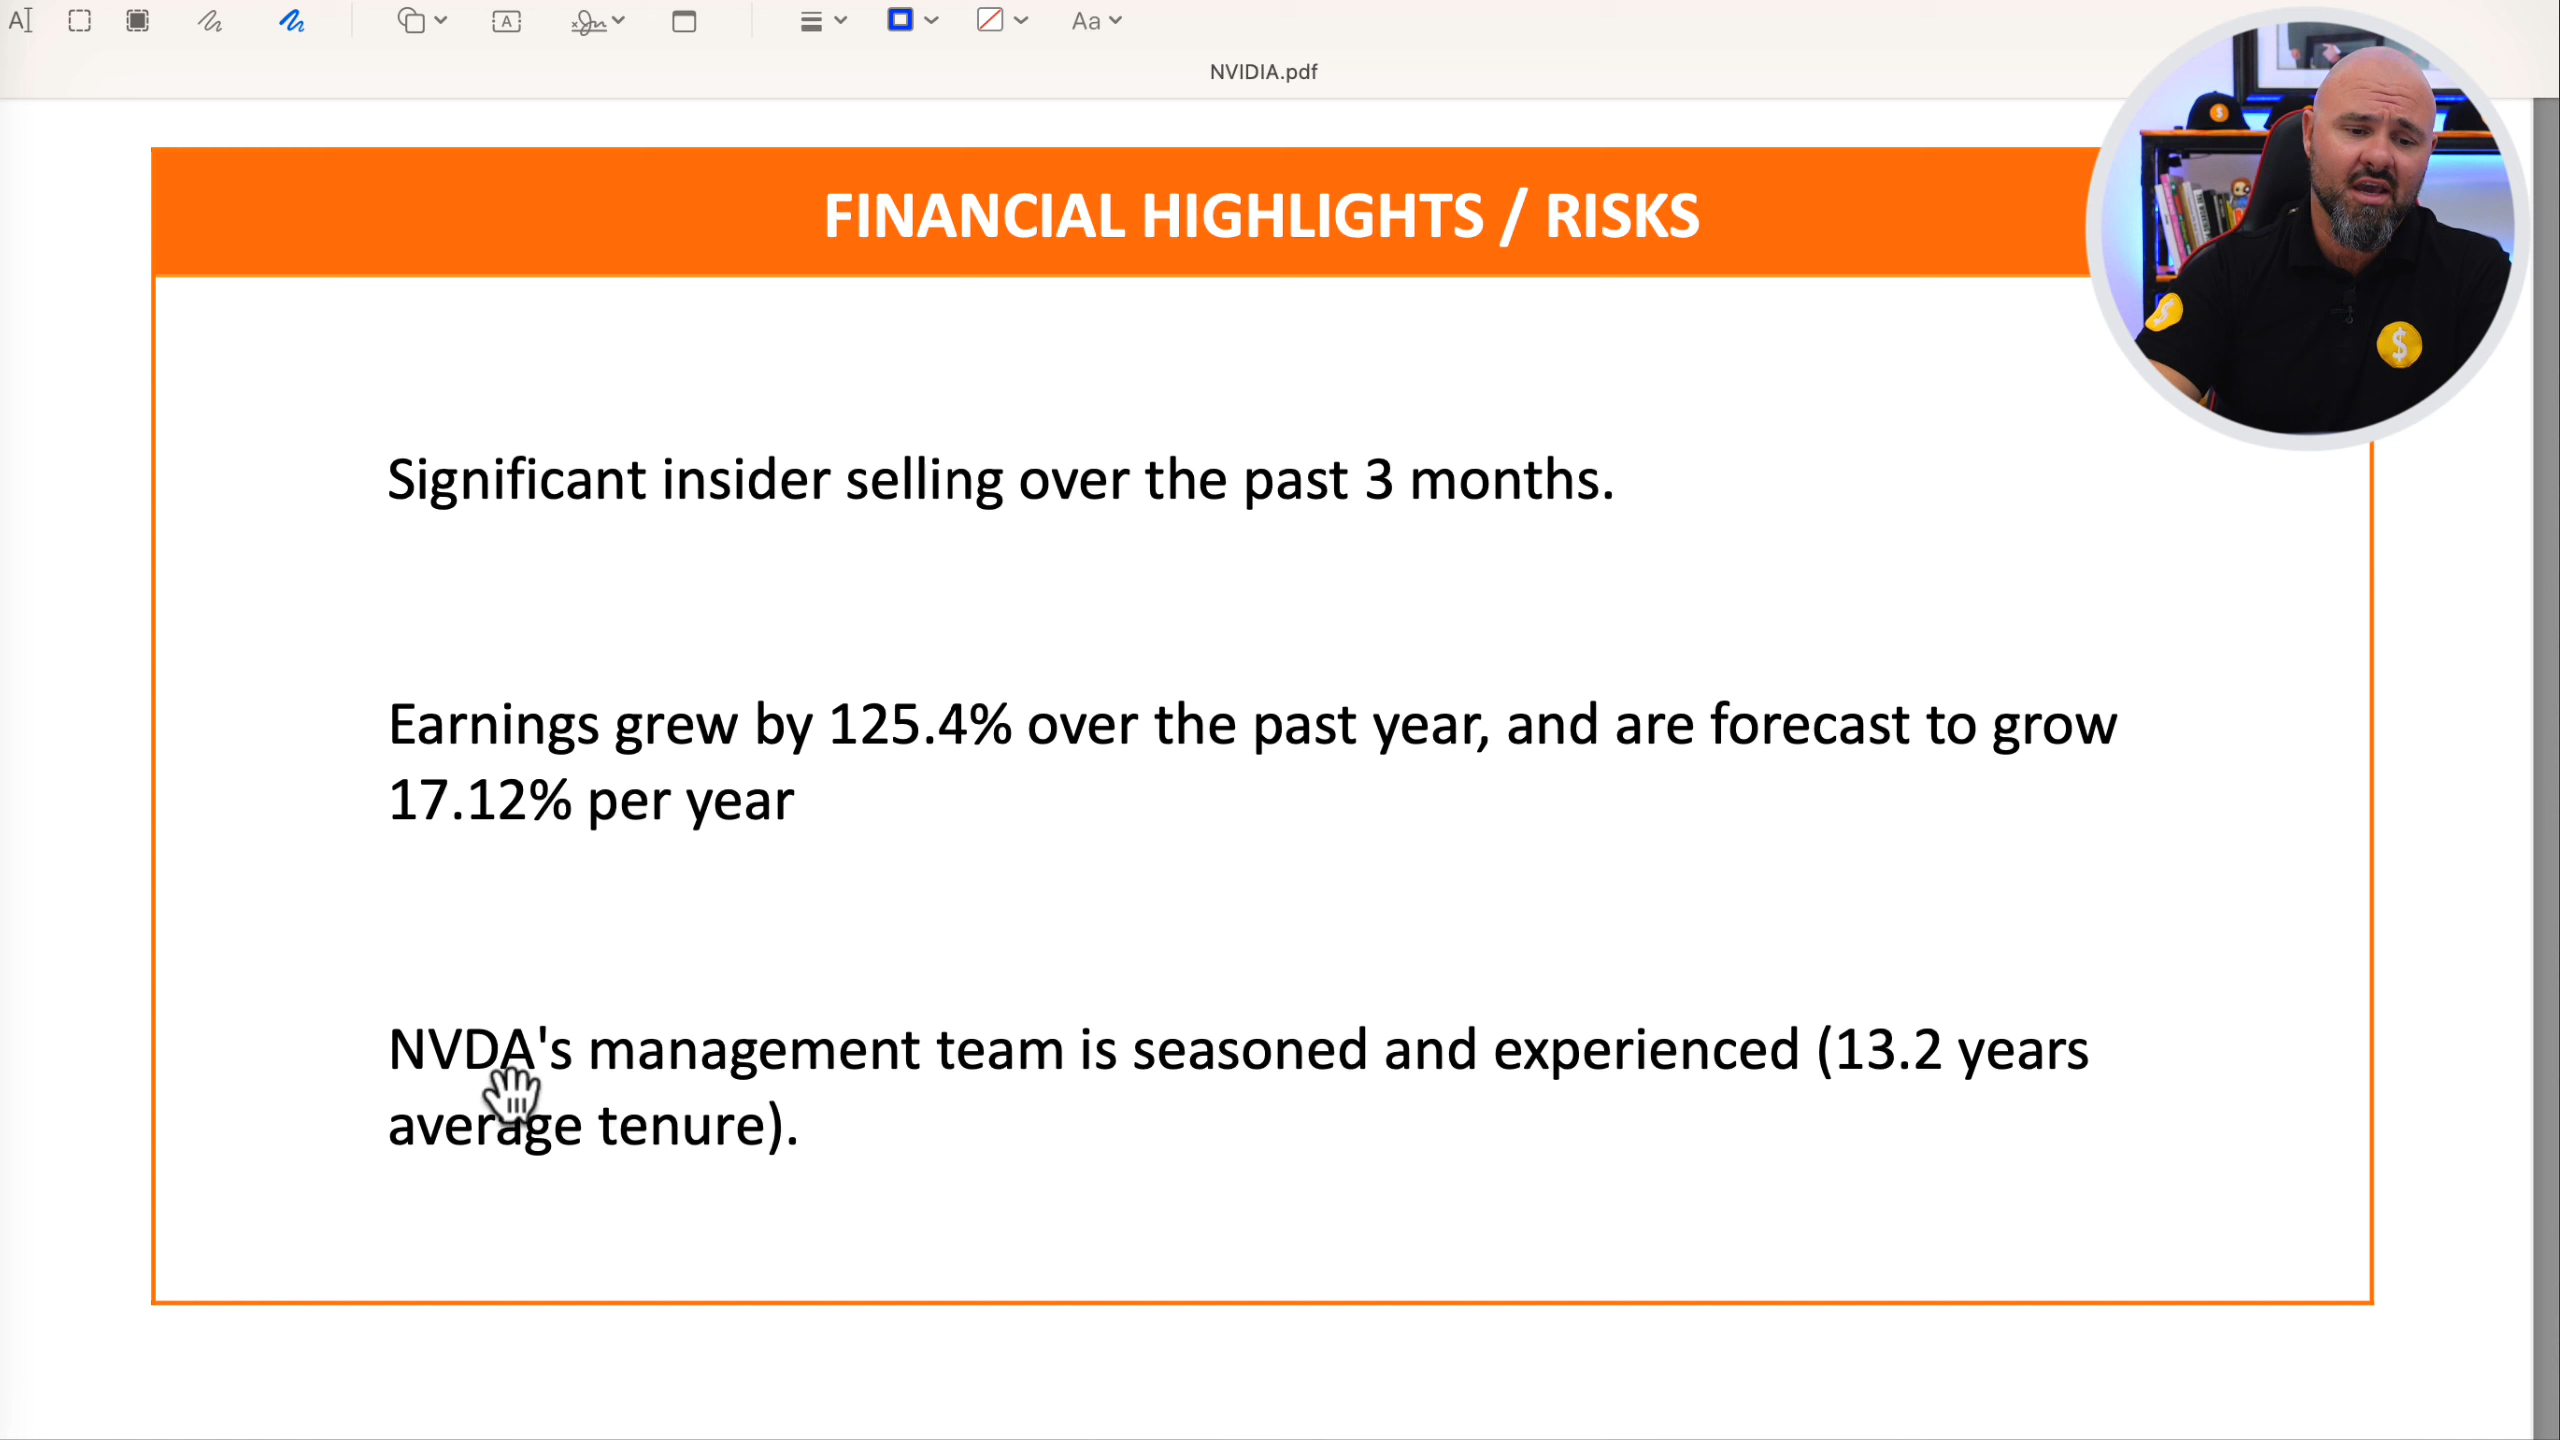 NVIDIA.pdf
FINANCIAL HIGHLIGHTS / RISKS
Significant insider selling over the past 3 months.
Earnings grew by 125.4% over the past year, and are forecast to grow
17.12% per year
NVDA's management team is seasoned and experienced (13.2 years
average tenure).
A
A
Aa
$
$
$